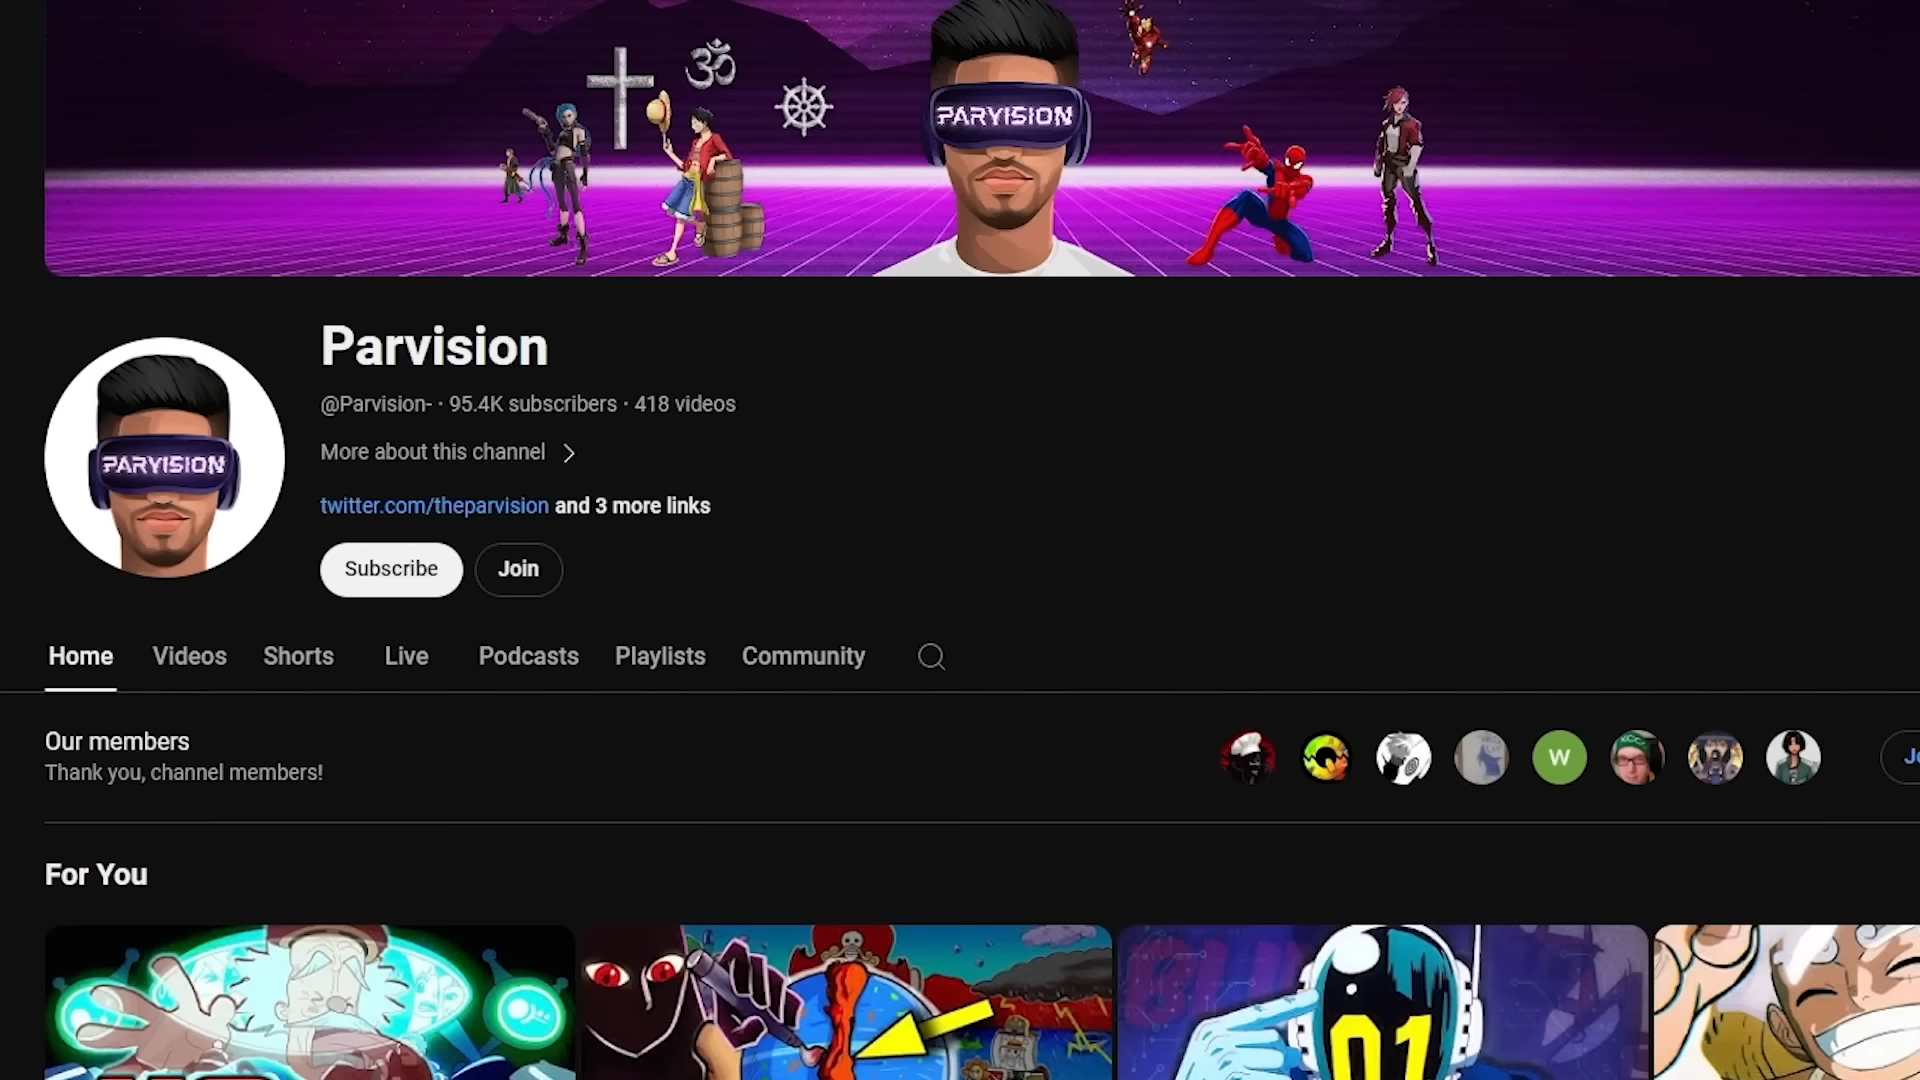 PARVISION
Parvision
@Parvision- · 95.4K subscribers · 418 videos
More about this channel
twitter.com/theparvision and 3 more links
PARVISION
Subscribe
Join
Home Videos Shorts Live Podcasts Playlists Community
Our members
Thank you, channel members!
W
For You
01